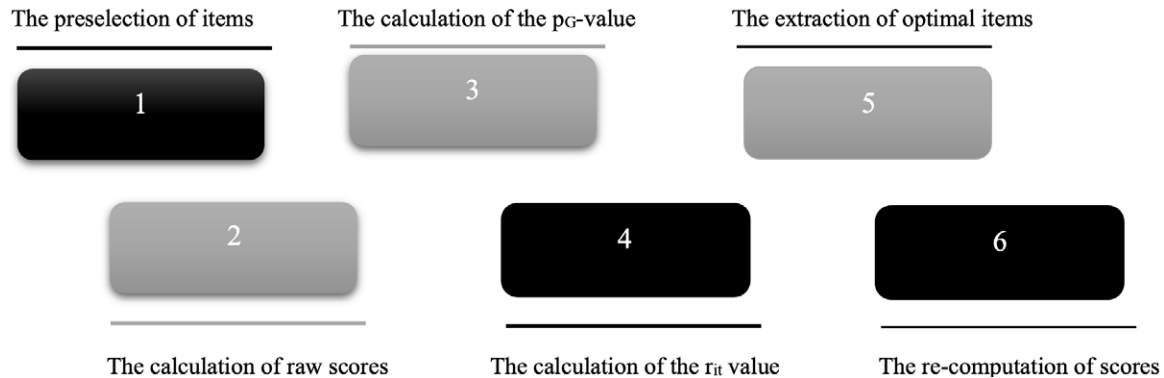 The preselection of items
The calculation of the pG-value
The extraction of optimal items
1
3
5
2
4
6
The calculation of raw scores
The calculation of the rit value
The re-computation of scores